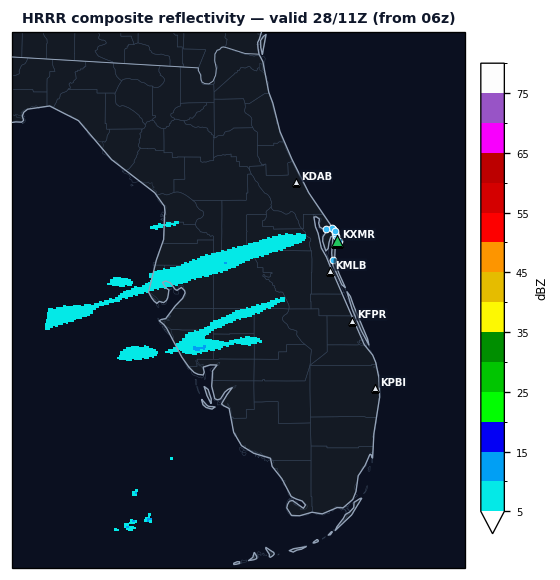 HRRR composite reflectivity — valid 28/11Z (from 06z)
KDAB
KXMR
KMLB
KFPR
KPBI
75
65
55
45
35
25
15
5
dBZ